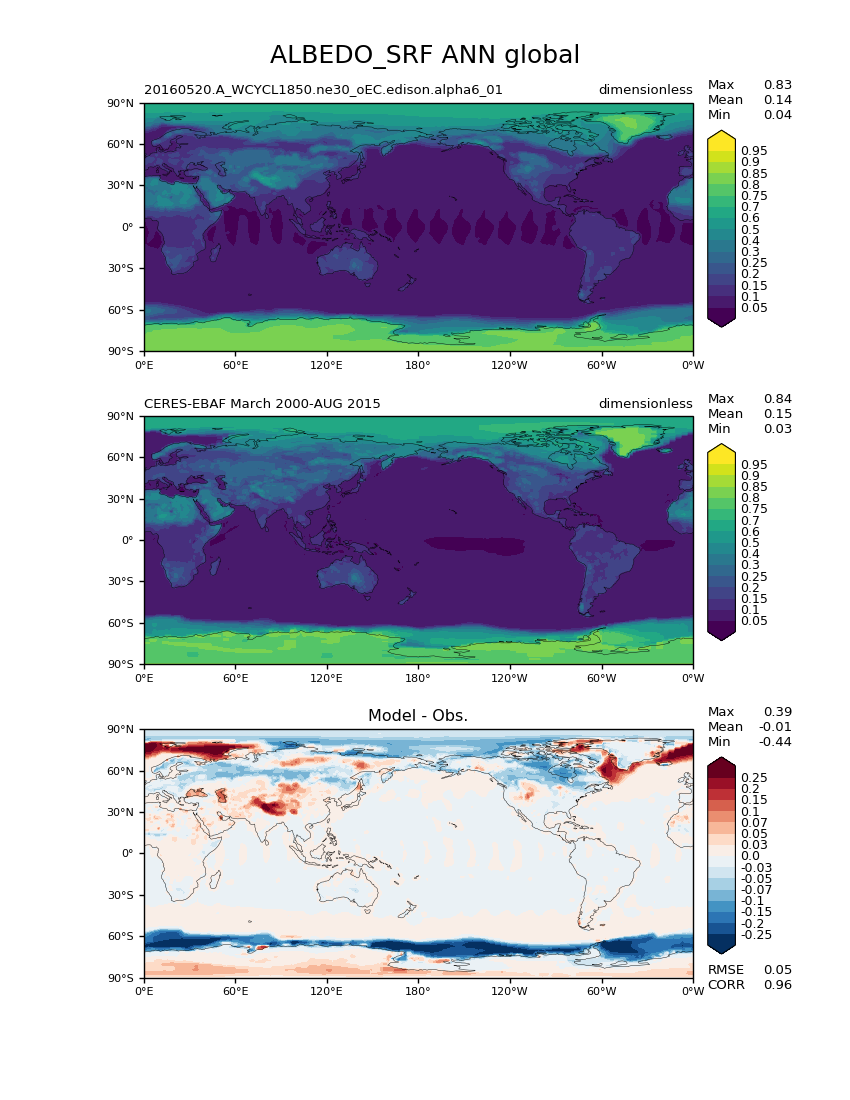 ALBEDO_SRF ANN global
20160520.A_WCYCL1850.ne30_oEC.edison.alpha6_01 dimensionless
Max 0.83
Mean 0.14
Min 0.04
90°N
60°N
30°N
0°
30°S
60°S
90°S
0°E 60°E 120°E 180° 120°W 60°W 0°W
0.95
0.9
0.85
0.8
0.75
0.7
0.6
0.5
0.4
0.3
0.25
0.2
0.15
0.1
0.05
CERES-EBAF March 2000-AUG 2015 dimensionless
Max 0.84
Mean 0.15
Min 0.03
90°N
60°N
30°N
0°
30°S
60°S
90°S
0°E 60°E 120°E 180° 120°W 60°W 0°W
0.95
0.9
0.85
0.8
0.75
0.7
0.6
0.5
0.4
0.3
0.25
0.2
0.15
0.1
0.05
Model - Obs.
Max 0.39
Mean -0.01
Min -0.44
90°N
60°N
30°N
0°
30°S
60°S
90°S
0°E 60°E 120°E 180° 120°W 60°W 0°W
0.25
0.2
0.15
0.1
0.07
0.05
0.03
0.0
-0.03
-0.05
-0.07
-0.1
-0.15
-0.2
-0.25
RMSE 0.05
CORR 0.96